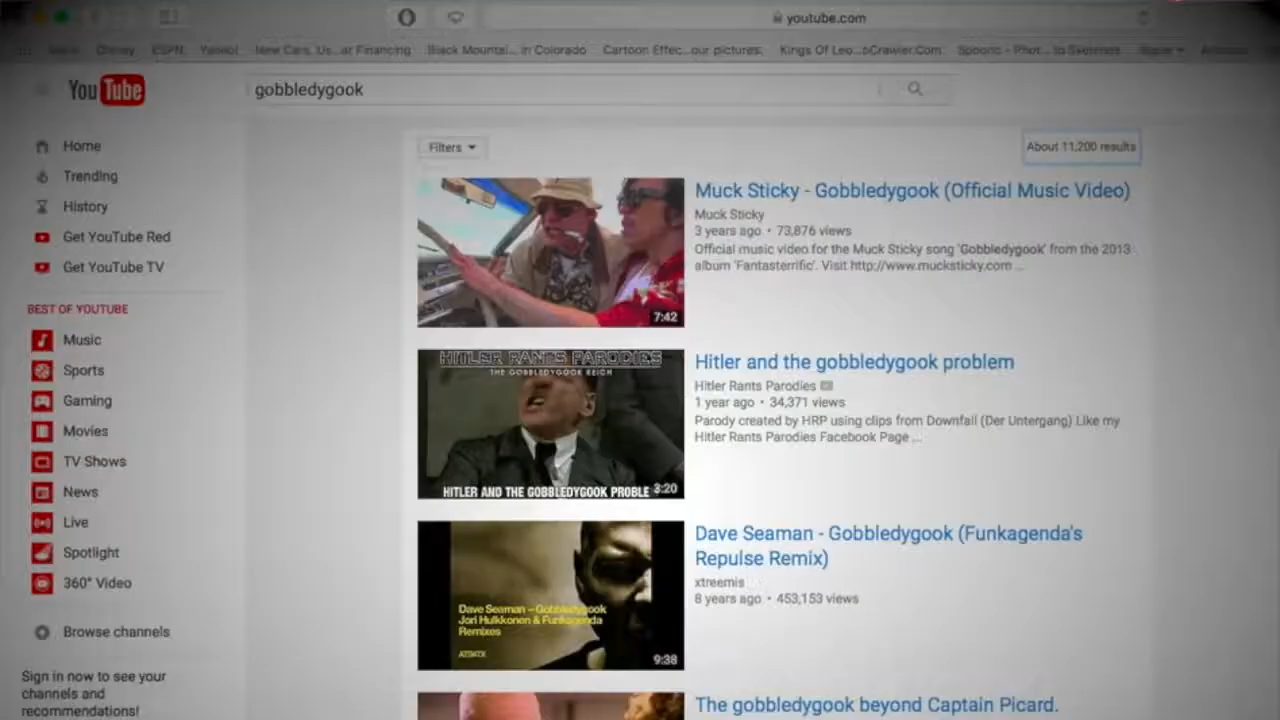 youtube.com
Disney
ESPN
Yahoo!
New Cars, Us...ar Financing
Black Mountai... in Colorado
Cartoon Effec...our pictures.
Kings Of Leo...bCrawler.Com
YouTube
gobbledygook
Home
Trending
History
Get YouTube Red
Get YouTube TV
BEST OF YOUTUBE
Music
Sports
Gaming
Movies
TV Shows
News
Live
Spotlight
360° Video
Browse channels
Sign in now to see your
channels and
recommendations!
Filters
About 11,200 results
7:42
Muck Sticky - Gobbledygook (Official Music Video)
Muck Sticky
3 years ago • 73,876 views
Official music video for the Muck Sticky song 'Gobbledygook' from the 2013
album 'Fantasterrific'. Visit http://www.mucksticky.com ...
HITLER RANTS PARODIES
THE GOBBLEDYGOOK REICH
HITLER AND THE GOBBLEDYGOOK PROBLE
3:20
Hitler and the gobbledygook problem
Hitler Rants Parodies
1 year ago • 34,371 views
Parody created by HRP using clips from Downfall (Der Untergang) Like my
Hitler Rants Parodies Facebook Page ...
Dave Seaman – Gobbledygook
Jori Hulkkonen & Funkagenda
Remixes
9:38
Dave Seaman - Gobbledygook (Funkagenda's
Repulse Remix)
xtreemis
8 years ago • 453,153 views
The gobbledygook beyond Captain Picard.